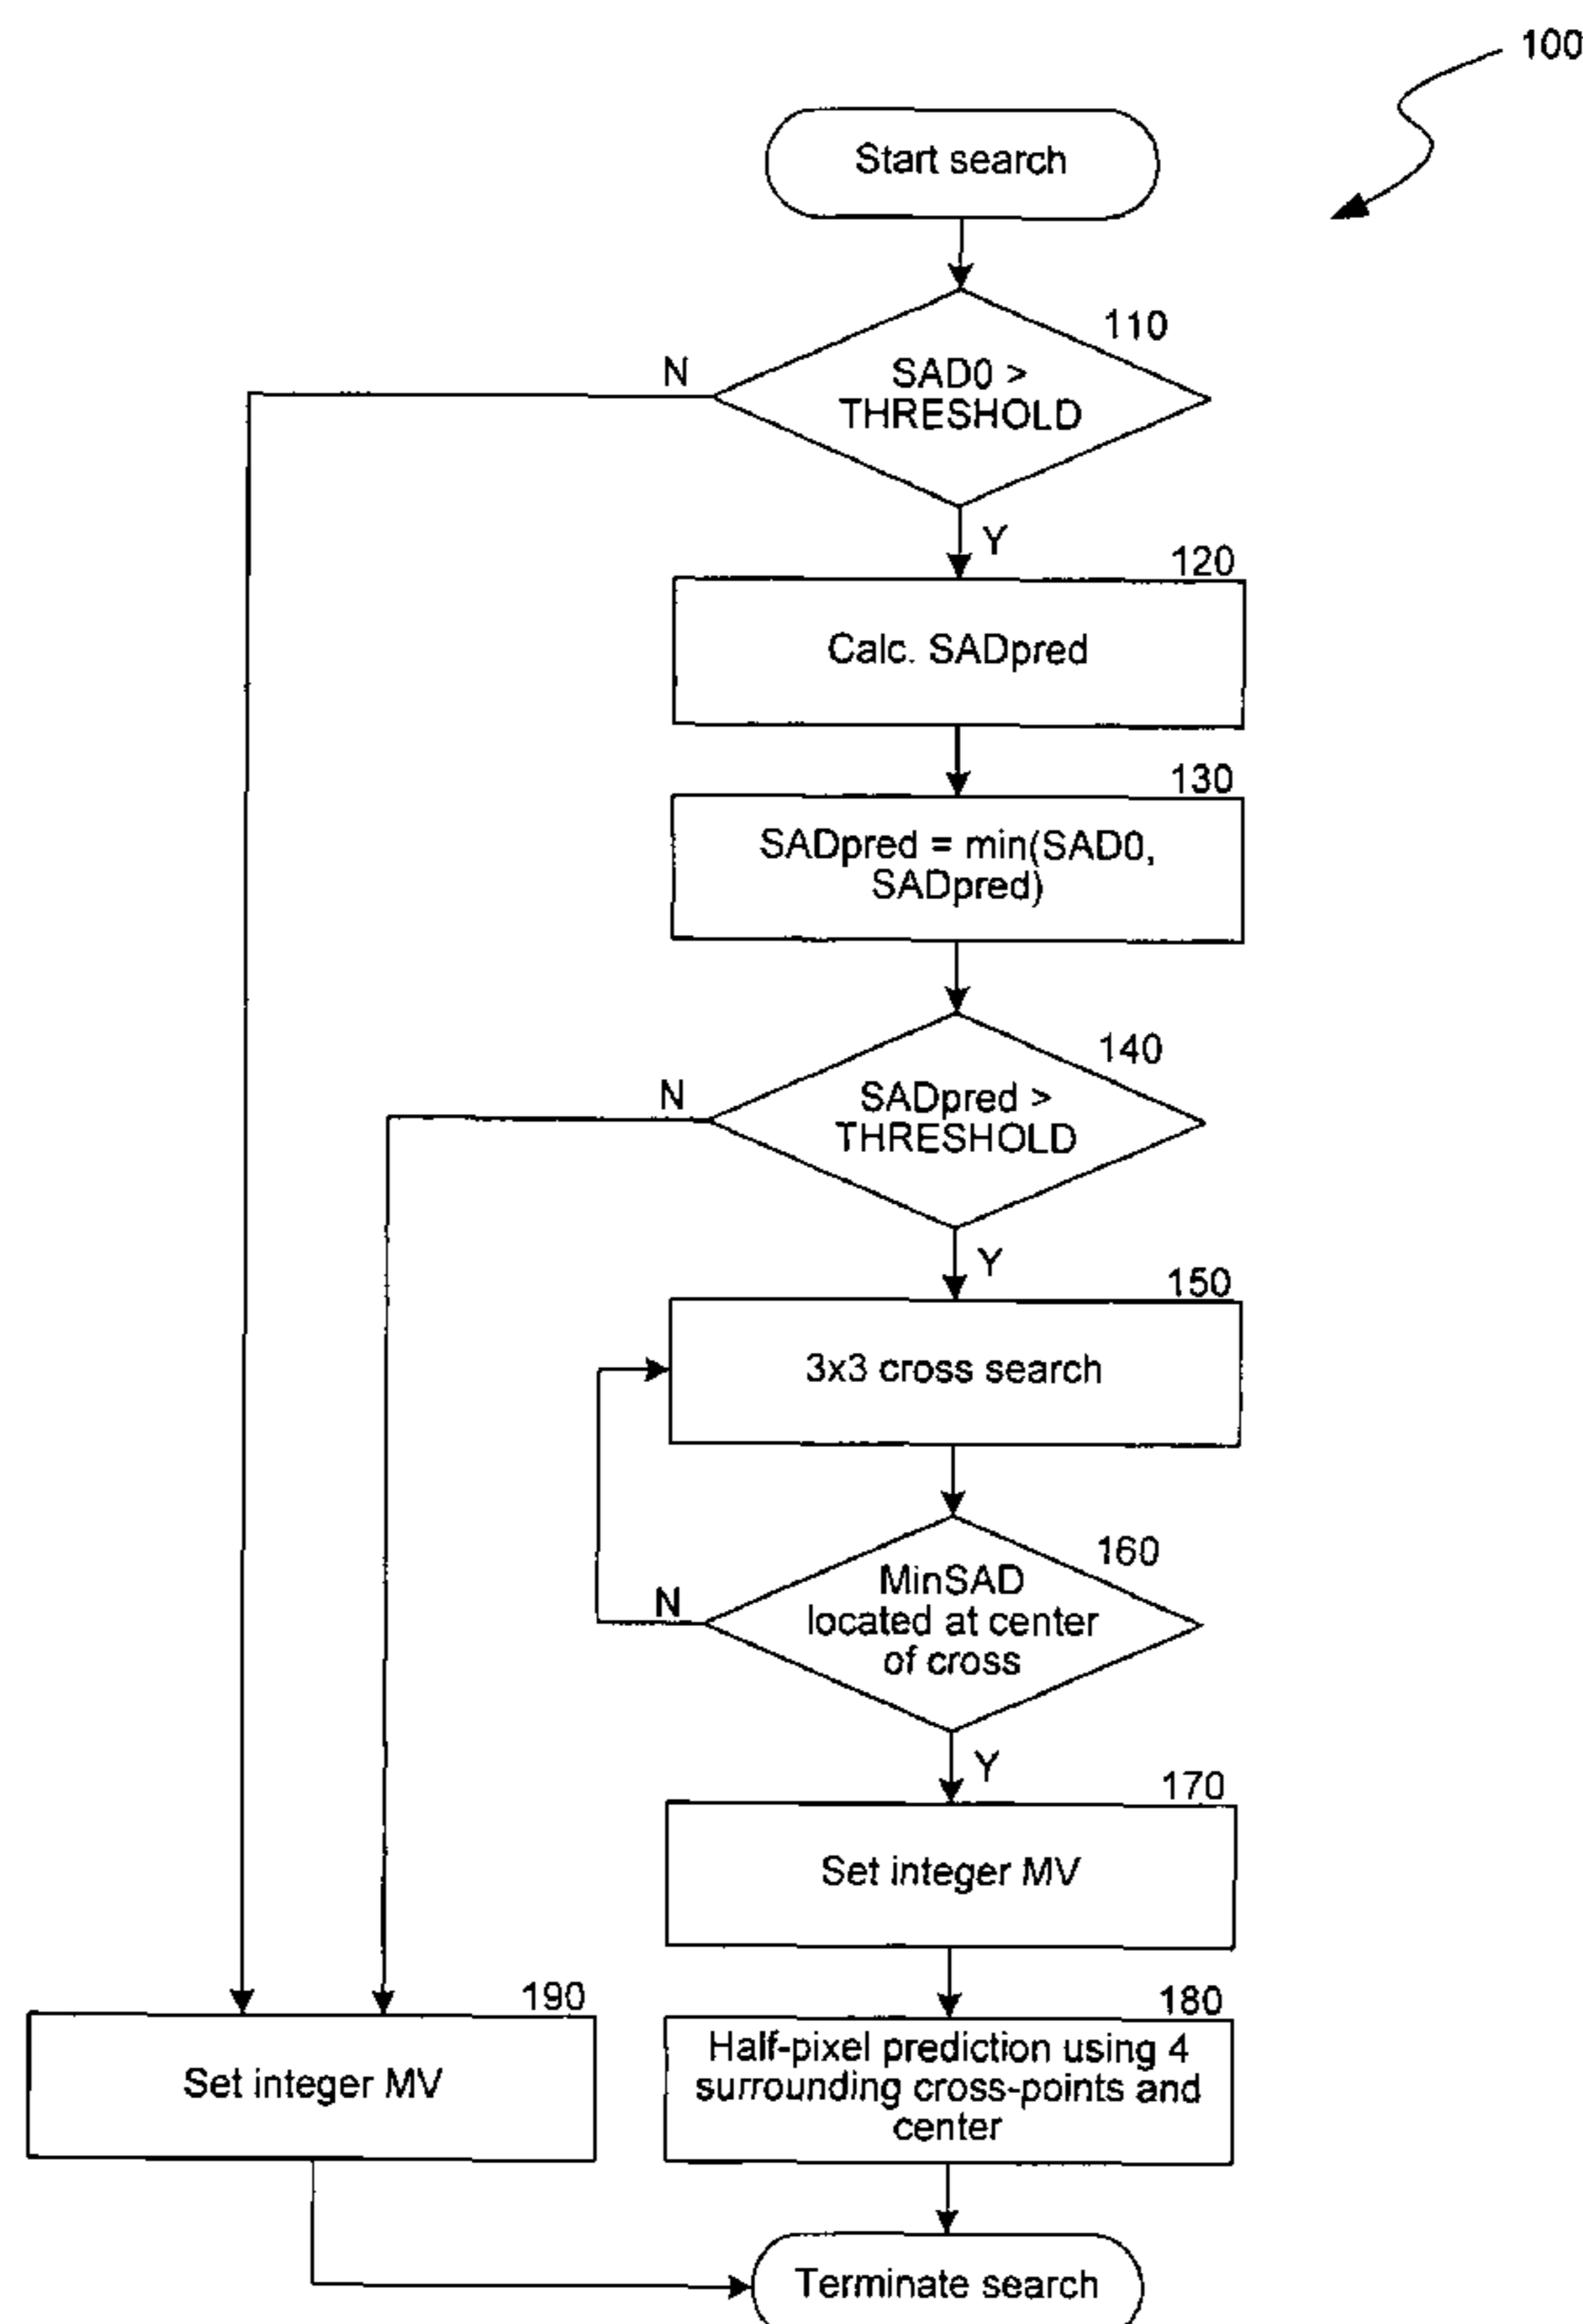 100
Start search
110
SAD0 >
THRESHOLD
N
Y
120
Calc. SADpred
130
SADpred = min(SAD0,
SADpred)
140
SADpred >
THRESHOLD
N
Y
150
3x3 cross search
160
MinSAD
located at center
of cross
N
Y
170
Set integer MV
190
Set integer MV
180
Half-pixel prediction using 4
surrounding cross-points and
center
Terminate search